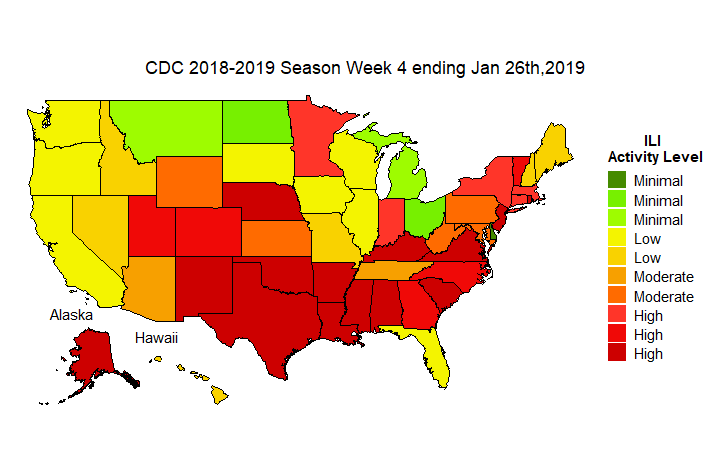 CDC 2018-2019 Season Week 4 ending Jan 26th,2019
ILI
Activity Level
Minimal
Minimal
Minimal
Low
Low
Moderate
Moderate
High
High
High
Alaska
Hawaii